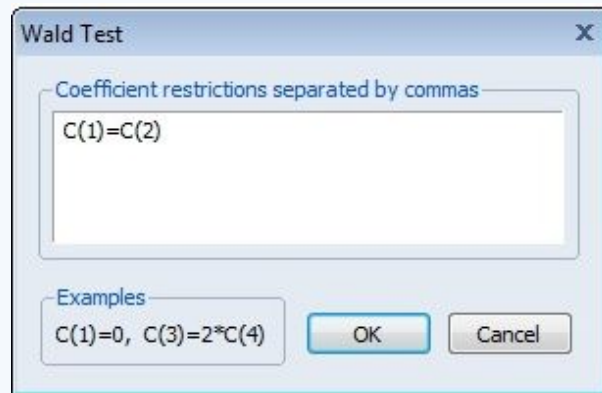 Wald Test
x
Coefficient restrictions separated by commas
C(1)=C(2)
Examples
C(1)=0, C(3)=2*C(4)
OK
Cancel